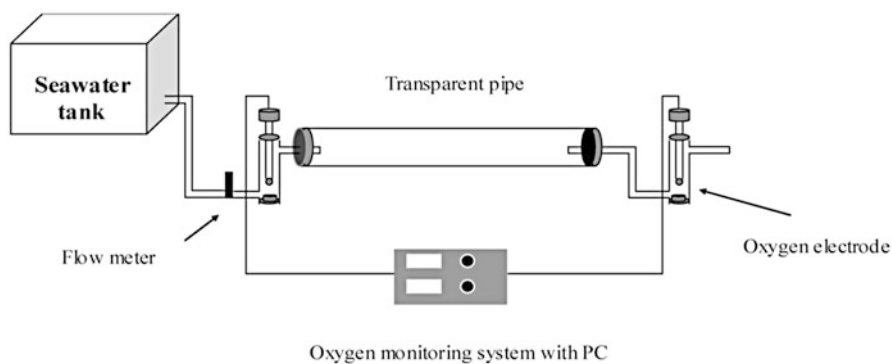 Seawater
tank
Transparent pipe
Flow meter
Oxygen electrode
Oxygen monitoring system with PC